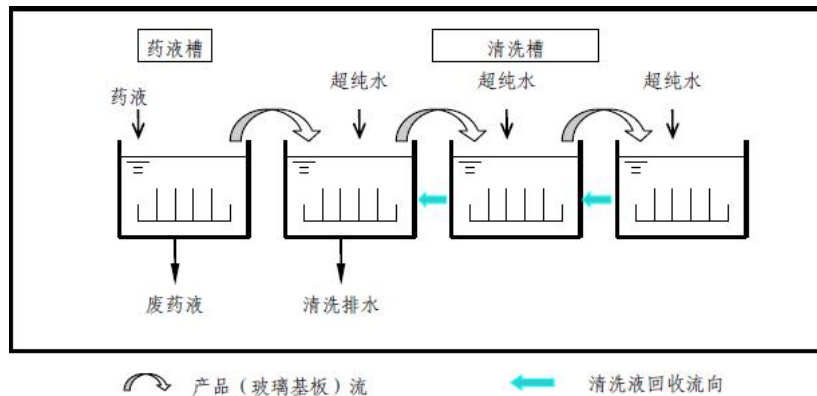 药液槽
清洗槽
药液
超纯水
超纯水
超纯水
废药液
清洗排水
产品（玻璃基板）流
清洗液回收流向